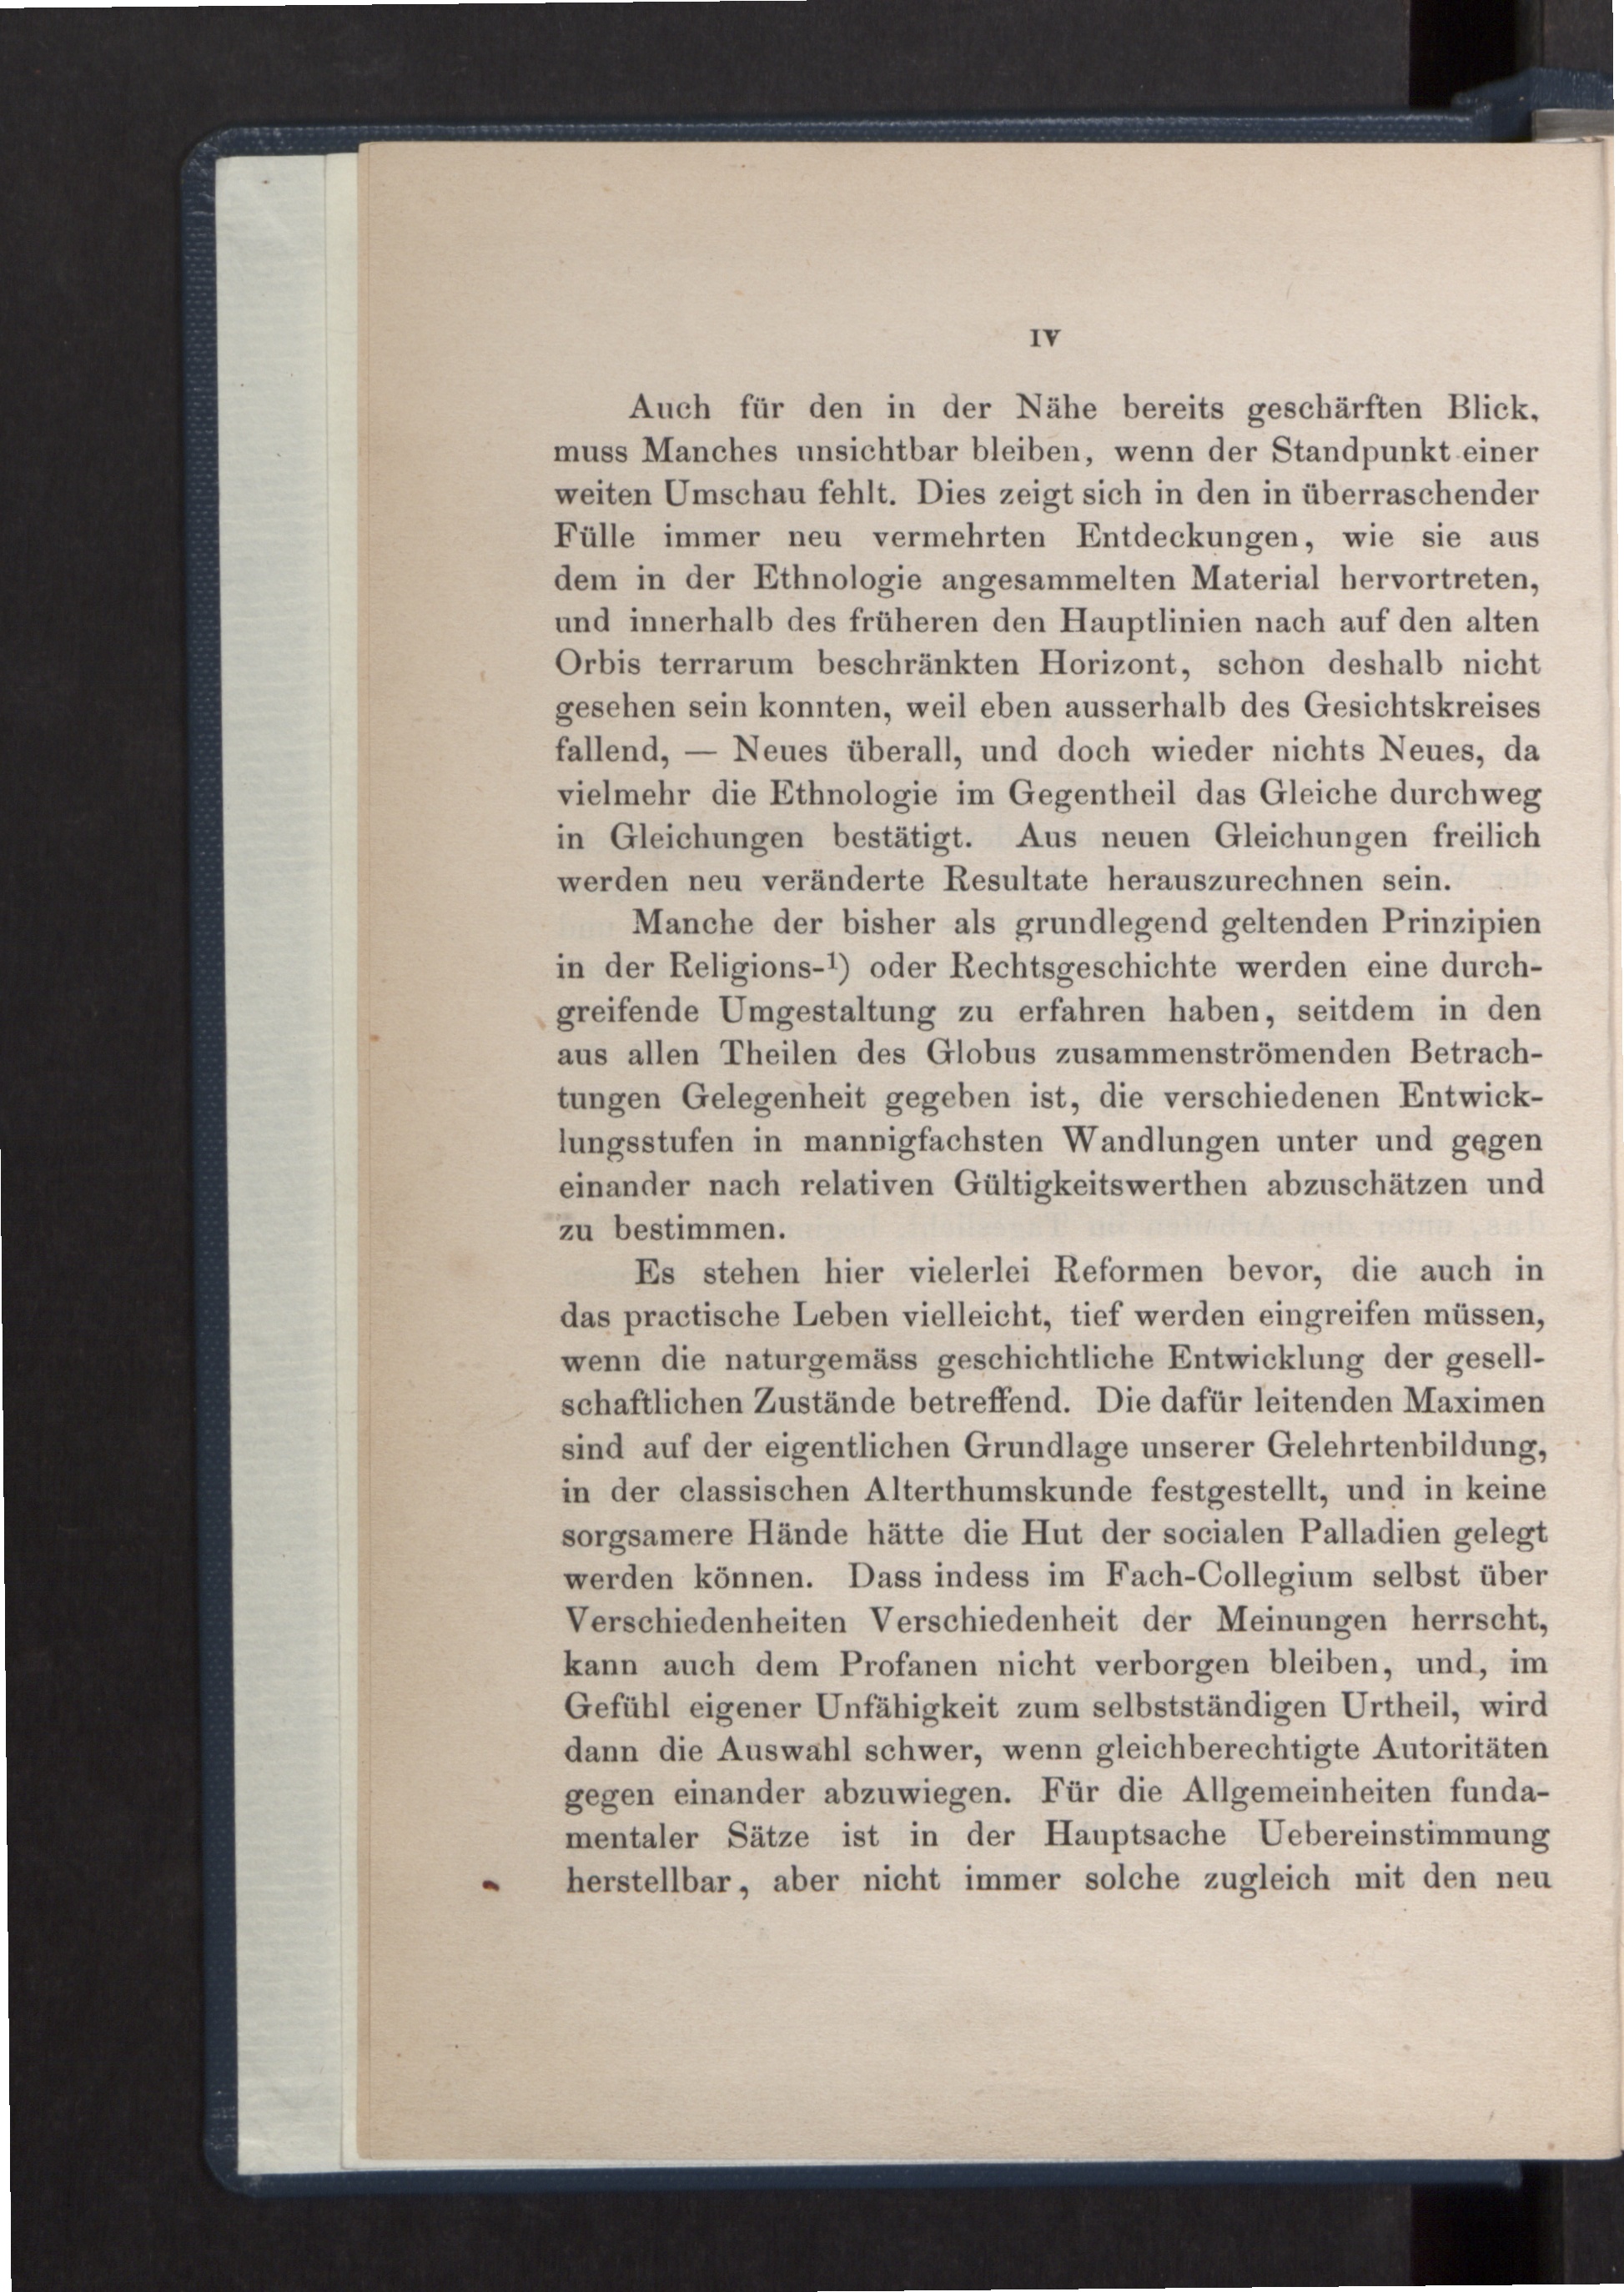 IV
Auch für den in der Nähe bereits geschärften Blick,
muss Manches unsichtbar bleiben, wenn der Standpunkt einer
weiten Umschau fehlt. Dies zeigt sich in den in überraschender
Fülle immer neu vermehrten Entdeckungen, wie sie aus
dem in der Ethnologie angesammelten Material hervortreten,
und innerhalb des früheren den Hauptlinien nach auf den alten
Orbis terrarum beschränkten Horizont, schon deshalb nicht
gesehen sein konnten, weil eben ausserhalb des Gesichtskreises
fallend, — Neues überall, und doch wieder nichts Neues, da
vielmehr die Ethnologie im Gegentheil das Gleiche durchweg
in Gleichungen bestätigt. Aus neuen Gleichungen freilich
werden neu veränderte Resultate herauszurechnen sein.
Manche der bisher als grundlegend geltenden Prinzipien
in der Religions-¹) oder Rechtsgeschichte werden eine durch-
greifende Umgestaltung zu erfahren haben, seitdem in den
aus allen Theilen des Globus zusammenströmenden Betrach-
tungen Gelegenheit gegeben ist, die verschiedenen Entwick-
lungsstufen in mannigfachsten Wandlungen unter und gegen
einander nach relativen Gültigkeitswerthen abzuschätzen und
zu bestimmen.
Es stehen hier vielerlei Reformen bevor, die auch in
das practische Leben vielleicht, tief werden eingreifen müssen,
wenn die naturgemäss geschichtliche Entwicklung der gesell-
schaftlichen Zustände betreffend. Die dafür leitenden Maximen
sind auf der eigentlichen Grundlage unserer Gelehrtenbildung,
in der classischen Alterthumskunde festgestellt, und in keine
sorgsamere Hände hätte die Hut der socialen Palladien gelegt
werden können. Dass indess im Fach-Collegium selbst über
Verschiedenheiten Verschiedenheit der Meinungen herrscht,
kann auch dem Profanen nicht verborgen bleiben, und, im
Gefühl eigener Unfähigkeit zum selbstständigen Urtheil, wird
dann die Auswahl schwer, wenn gleichberechtigte Autoritäten
gegen einander abzuwiegen. Für die Allgemeinheiten funda-
mentaler Sätze ist in der Hauptsache Uebereinstimmung
herstellbar, aber nicht immer solche zugleich mit den neu